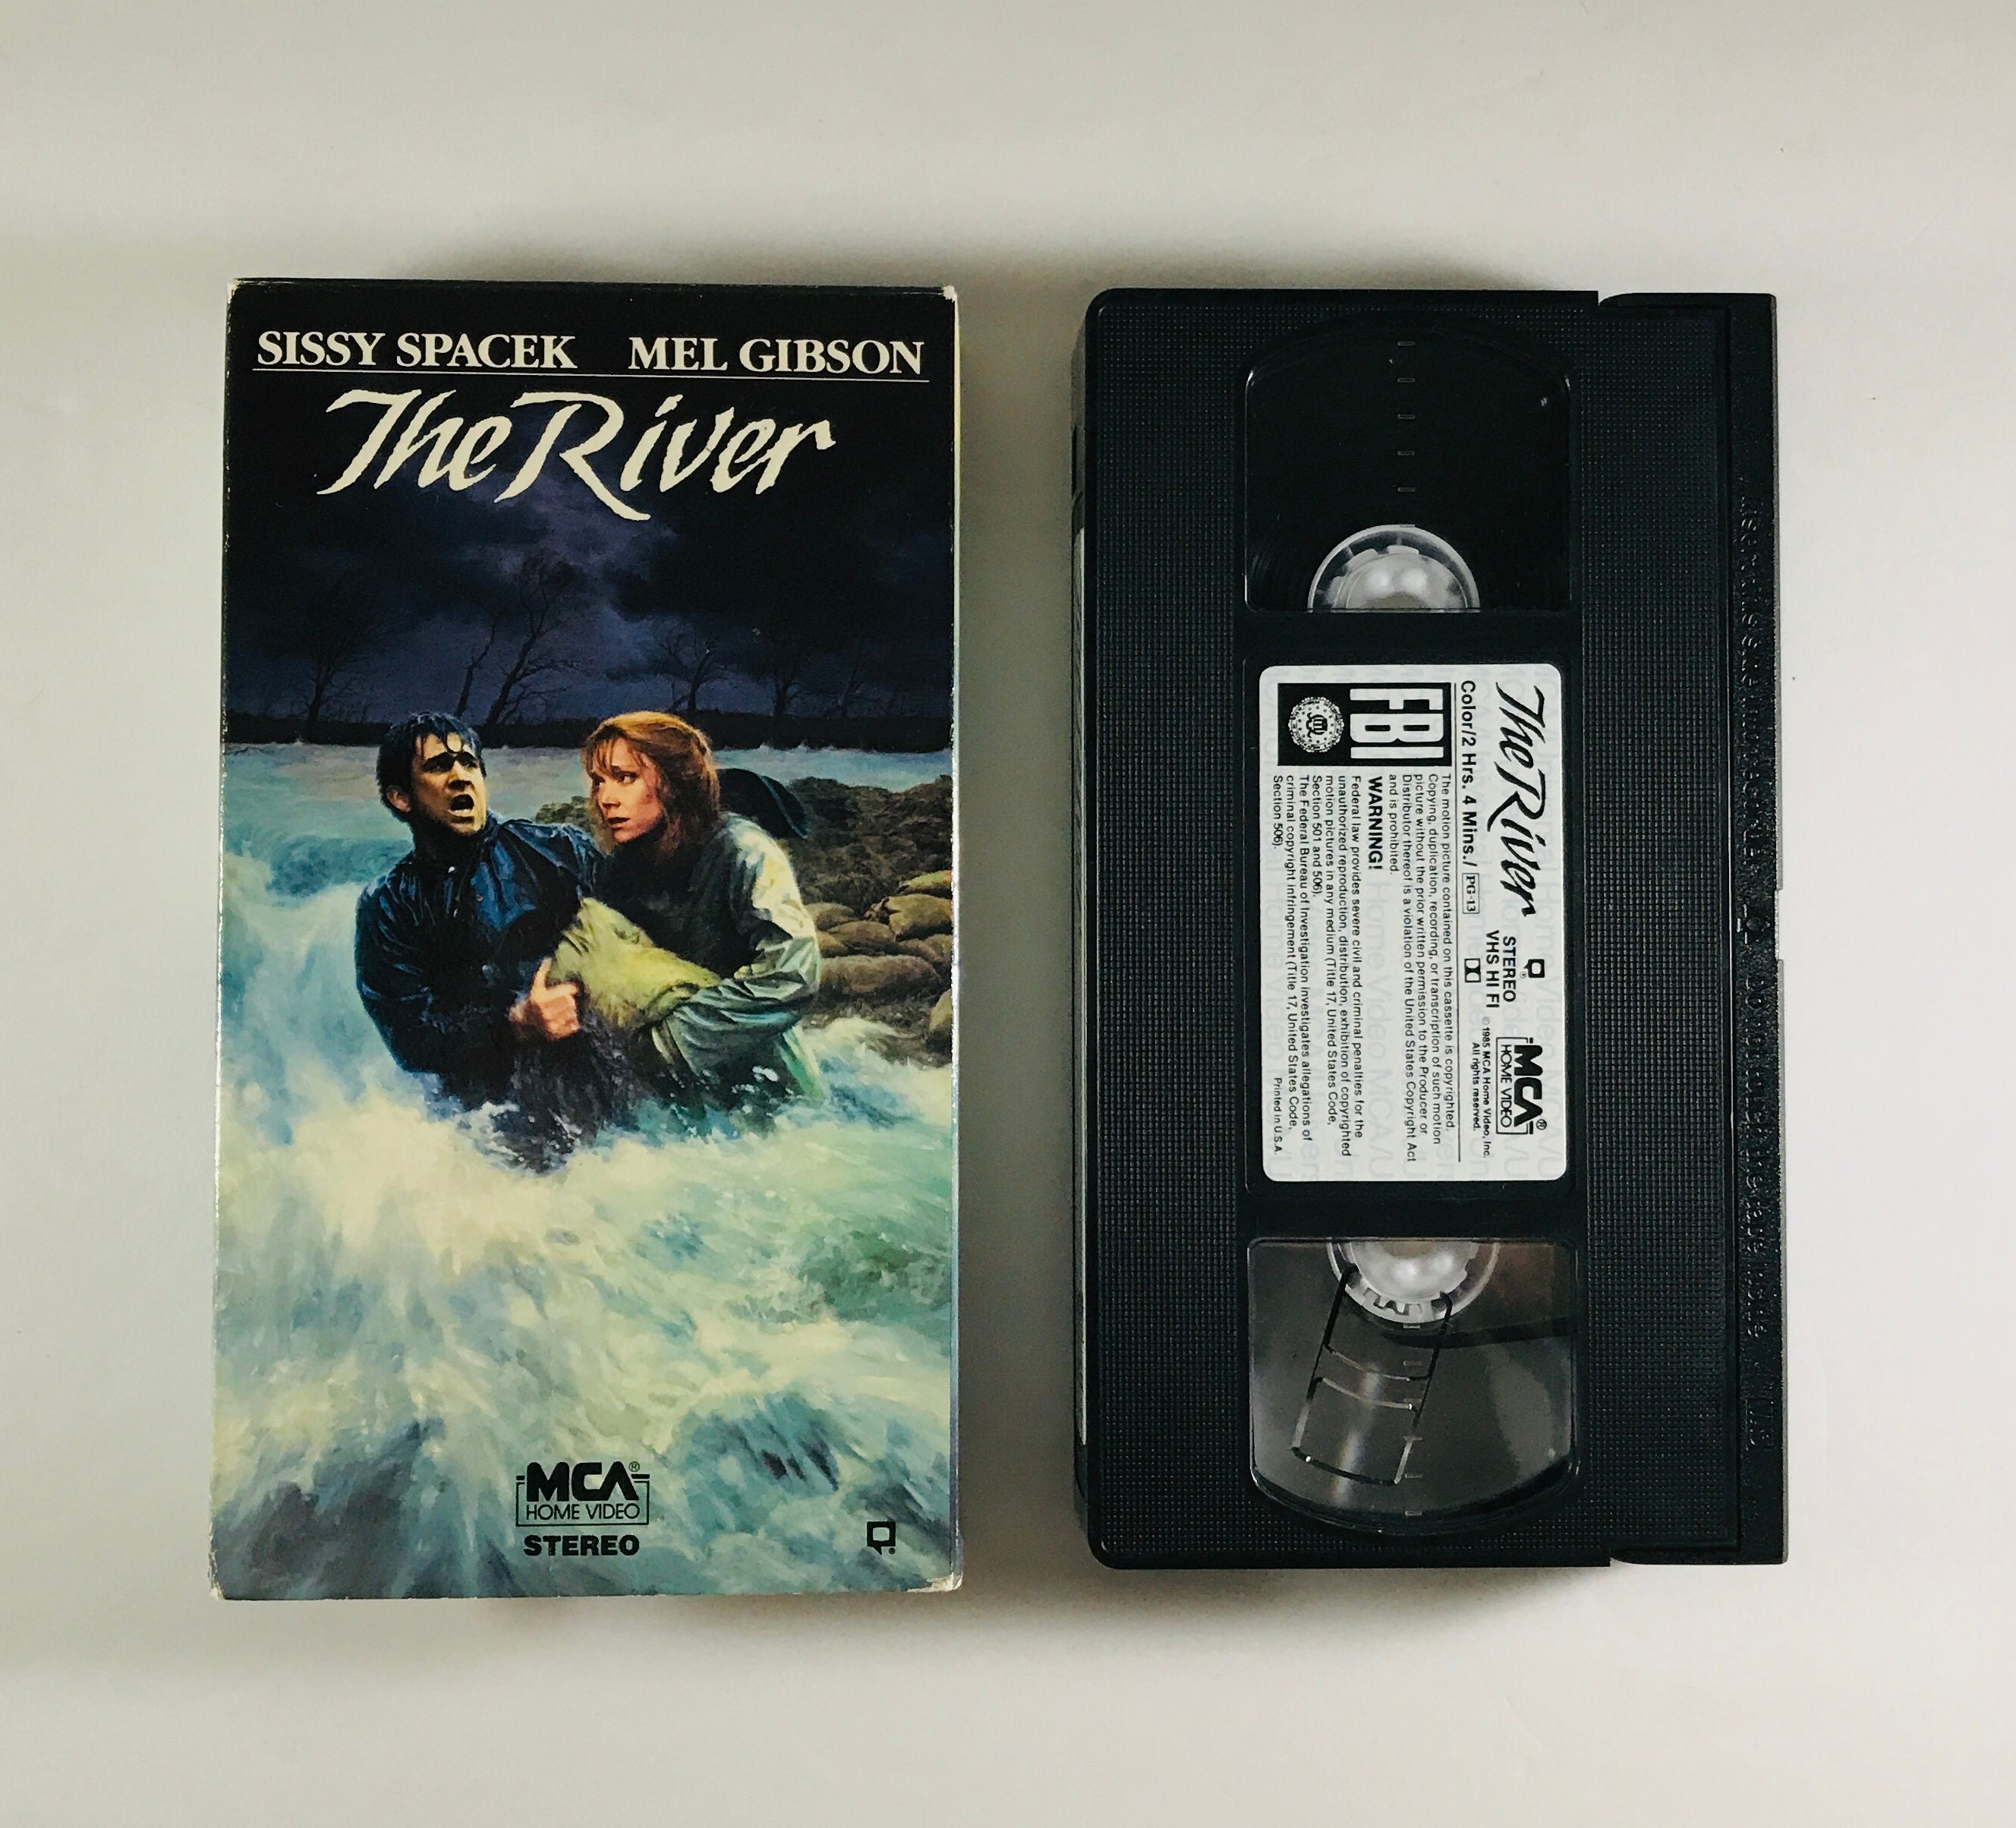 SISSY SPACEK MEL GIBSON
The River
MCA®
HOME VIDEO
STEREO
The River
STEREO
VHS HI FI
MCA®
HOME VIDEO
Color/2 Hrs. 4 Mins./ PG-13
©1985 MCA Home Video, Inc.
All rights reserved.
FBI
The motion picture contained on this cassette is copyrighted.
Copying, duplication, recording, or transcription of such motion
picture without the prior written permission to the Producer or
Distributor thereof is a violation of the United States Copyright Act
and is prohibited.
WARNING!
Federal law provides severe civil and criminal penalties for the
unauthorized reproduction, distribution, exhibition of copyrighted
motion pictures in any medium (Title 17, United States Code,
Section 501 and 506).
The Federal Bureau of Investigation investigates allegations of
criminal copyright infringement (Title 17, United States Code,
Section 506).
Printed in U.S.A.